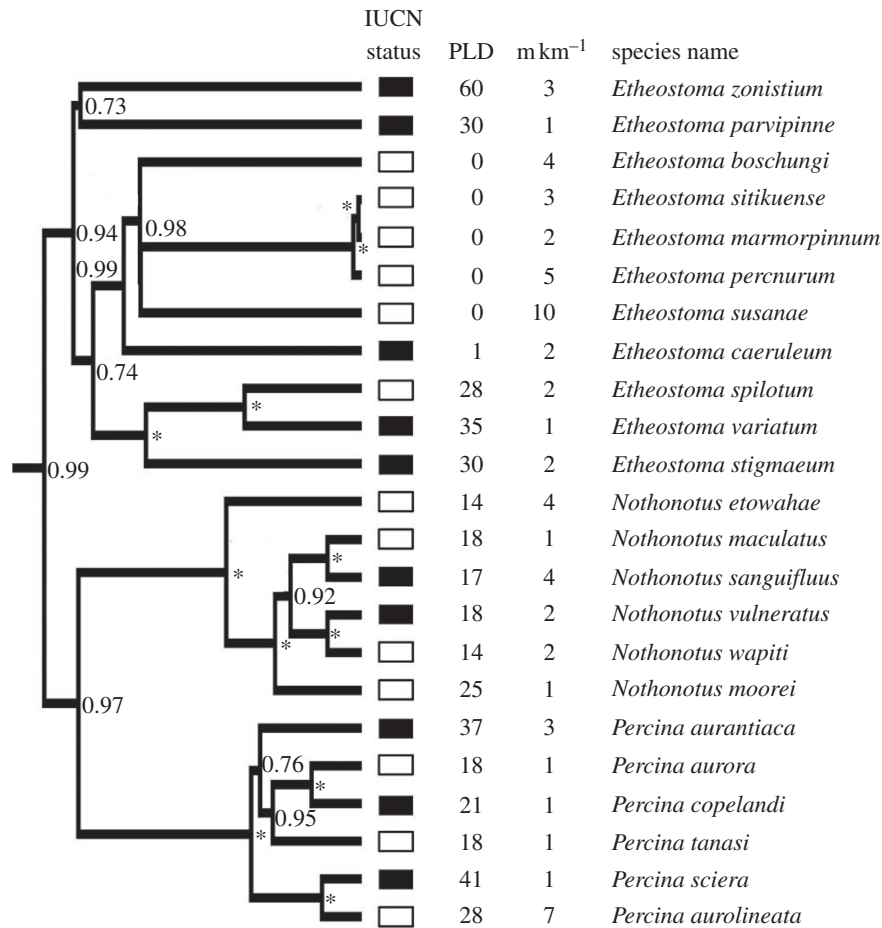 IUCN
status PLD m km–1 species name
60 3 Etheostoma zonistium
0.73
30 1 Etheostoma parvipinne
0 4 Etheostoma boschungi
* 0 3 Etheostoma sitikuense
0.94 0.98
0 2 Etheostoma marmorpinnum
*
0.99 0 5 Etheostoma percnurum
0 10 Etheostoma susanae
1 2 Etheostoma caeruleum
0.74
28 2 Etheostoma spilotum
*
35 1 Etheostoma variatum
*
0.99 30 2 Etheostoma stigmaeum
14 4 Nothonotus etowahae
18 1 Nothonotus maculatus
*
* 17 4 Nothonotus sanguifluus
0.92
18 2 Nothonotus vulneratus
* *
14 2 Nothonotus wapiti
25 1 Nothonotus moorei
0.97
37 3 Percina aurantiaca
0.76 18 1 Percina aurora
*
21 1 Percina copelandi
* 0.95
18 1 Percina tanasi
41 1 Percina sciera
*
28 7 Percina aurolineata